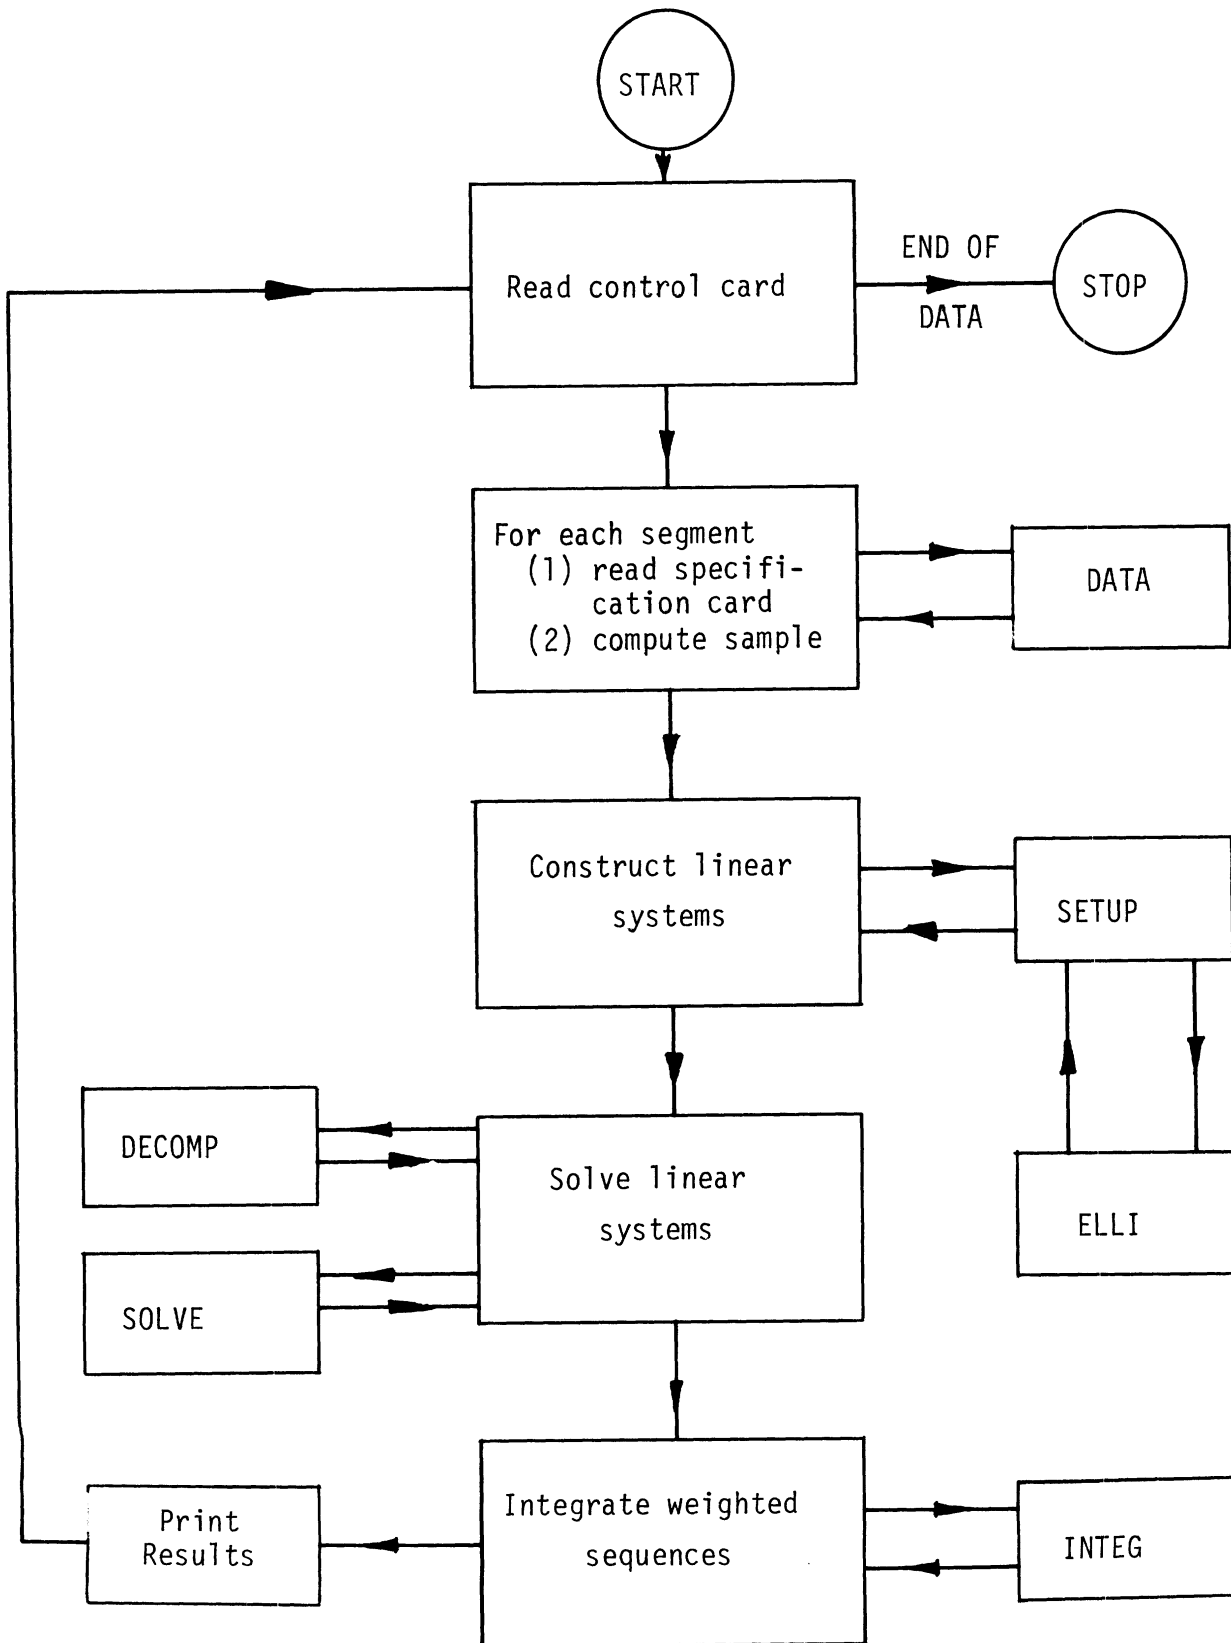 START
Read control card
END OF
DATA
STOP
For each segment
(1) read specifi-
cation card
(2) compute sample
DATA
Construct linear
systems
SETUP
DECOMP
Solve linear
systems
ELLI
SOLVE
Integrate weighted
sequences
Print
Results
INTEG